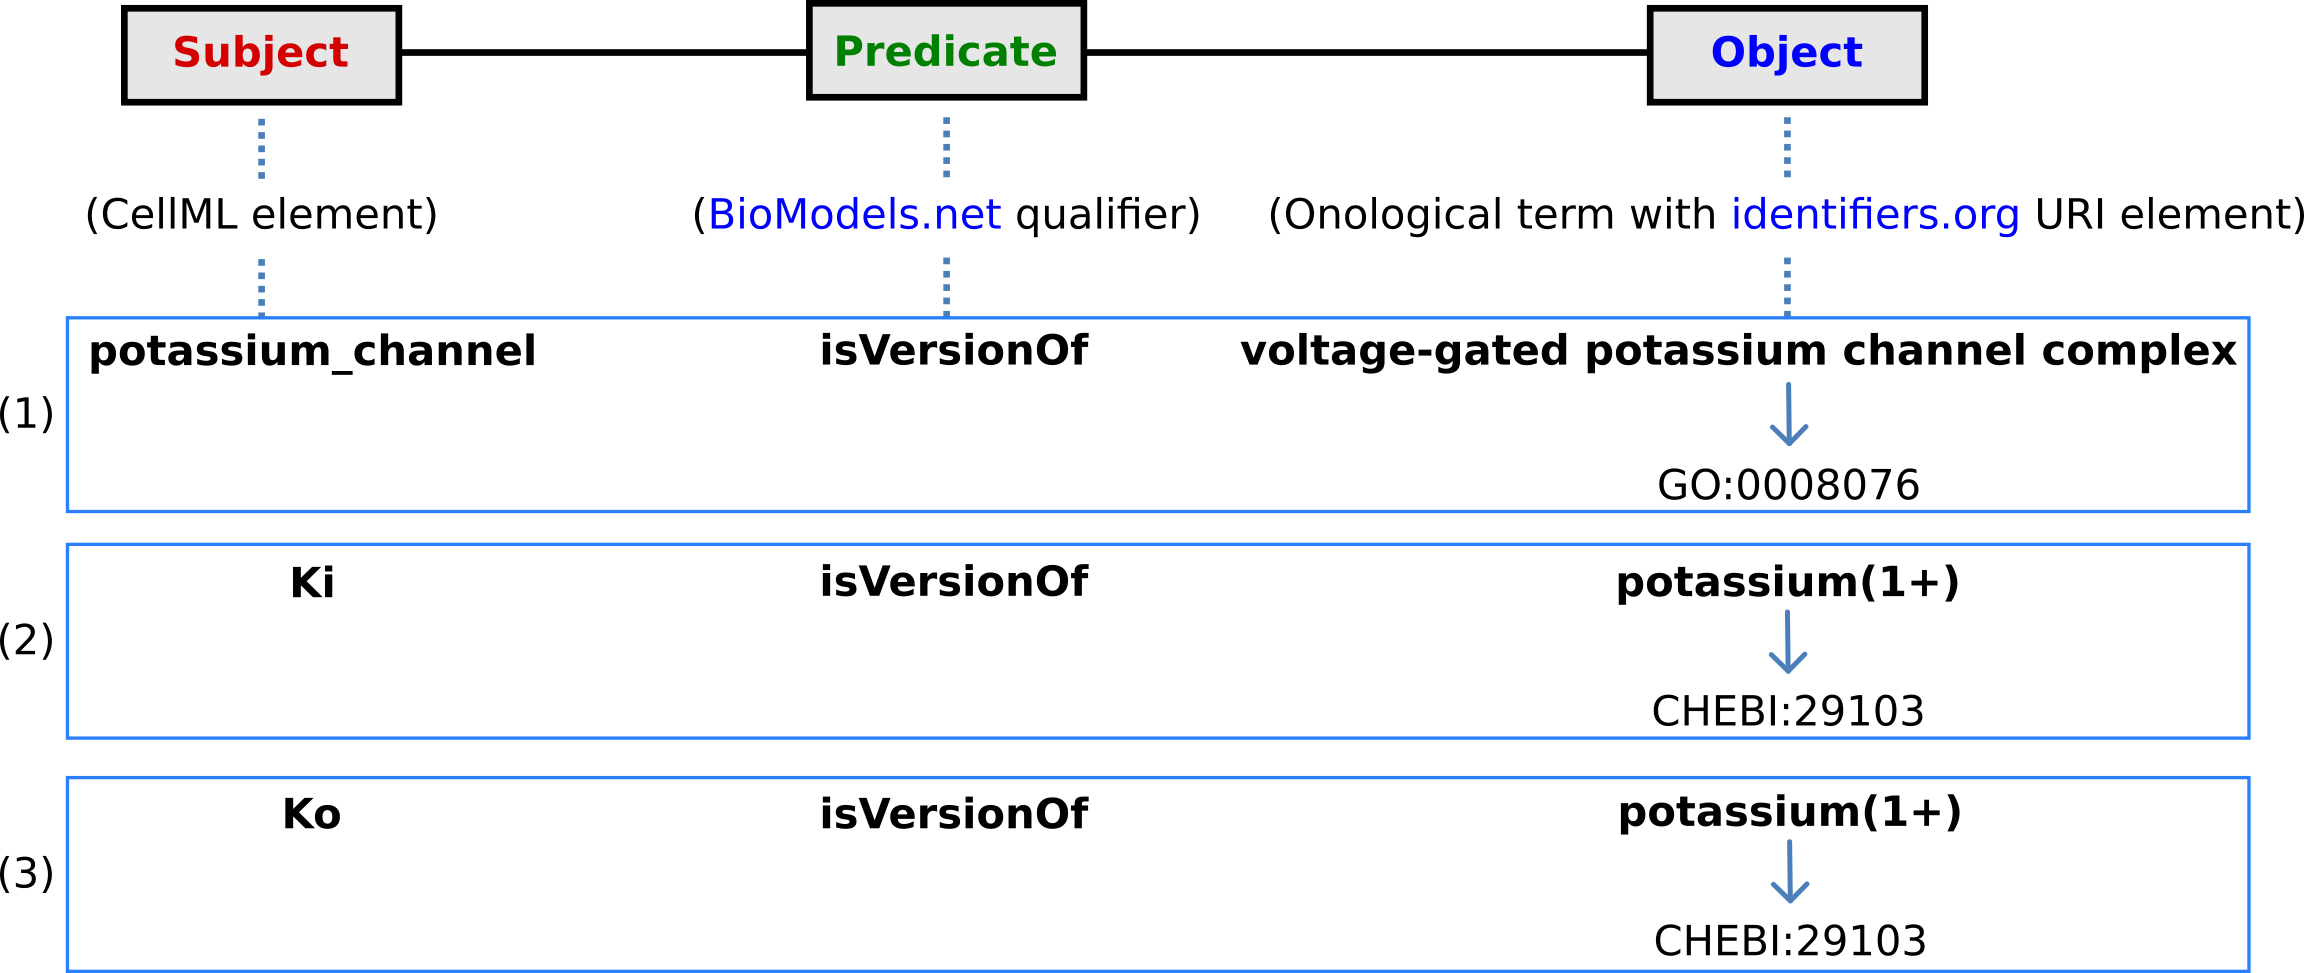 Subject Predicate Object
(CellML element) (BioModels.net qualifier) (Onological term with identifiers.org URI element)
potassium_channel isVersionOf voltage-gated potassium channel complex
(1)
GO:0008076
Ki isVersionOf potassium(1+)
(2)
CHEBI:29103
Ko isVersionOf potassium(1+)
(3)
CHEBI:29103